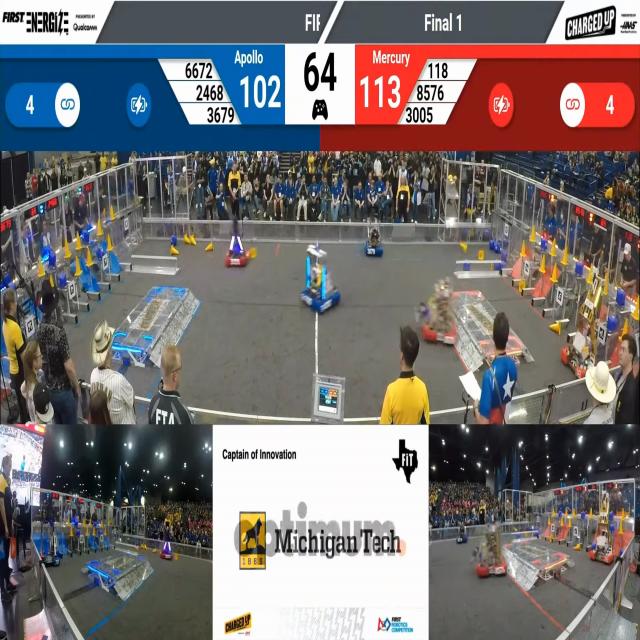 FIRST ENERGIZE PRESENTED BY Qualcomm
FI
Final 1
CHARGED UP
Apollo
Mercury
4
6672
2468
3679
102
64
113
118
8576
3005
4
FTA
Captain of Innovation
FIT
optimum.
1885
Michigan Tech
CHARGED UP
FIRST ROBOTICS COMPETITION